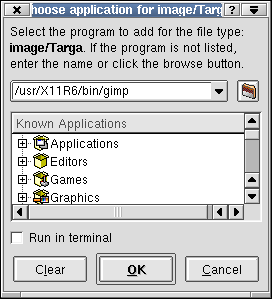 hoose application for image/Targ
?
Select the program to add for the file type:
image/Targa. If the program is not listed,
enter the name or click the browse button.
/usr/X11R6/bin/gimp
Known Applications
Applications
Editors
Games
Graphics
Run in terminal
Clear
OK
Cancel